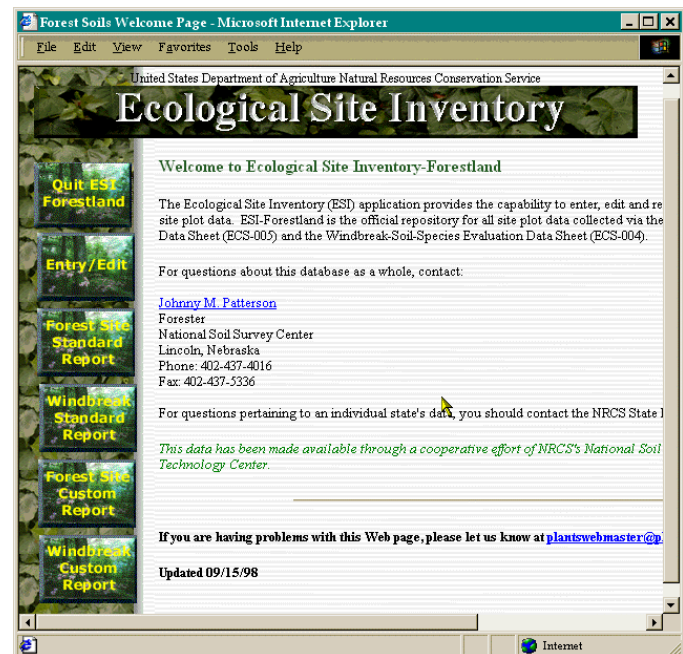 Forest Soils Welcome Page - Microsoft Internet Explorer
File Edit View Favorites Tools Help
United States Department of Agriculture Natural Resources Conservation Service
Ecological Site Inventory
Quit ESI
Forestland
Entry/Edit
Forest Site
Standard
Report
Windbreak
Standard
Report
Forest Site
Custom
Report
Windbreak
Custom
Report
Welcome to Ecological Site Inventory-Forestland
The Ecological Site Inventory (ESI) application provides the capability to enter, edit and re
site plot data. ESI-Forestland is the official repository for all site plot data collected via the
Data Sheet (ECS-005) and the Windbreak-Soil-Species Evaluation Data Sheet (ECS-004).
For questions about this database as a whole, contact:
Johnny M. Patterson
Forester
National Soil Survey Center
Lincoln, Nebraska
Phone: 402-437-4016
Fax: 402-437-5336
For questions pertaining to an individual state's data, you should contact the NRCS State
This data has been made available through a cooperative effort of NRCS's National Soil
Technology Center.
If you are having problems with this Web page, please let us know at plantswebmaster@p
Updated 09/15/98
Internet